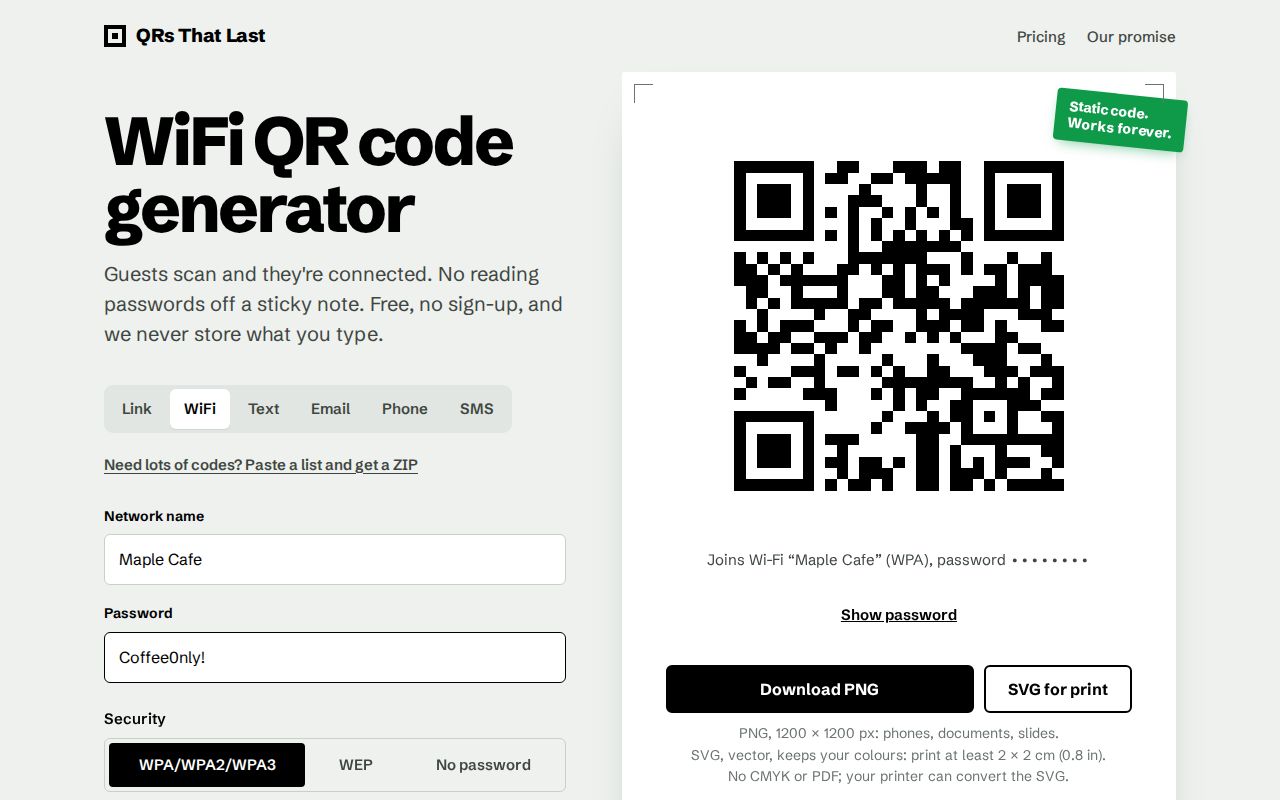 QRs That Last
Pricing
Our promise
WiFi QR code
generator
Guests scan and they're connected. No reading
passwords off a sticky note. Free, no sign-up, and
we never store what you type.
Link
WiFi
Text
Email
Phone
SMS
Need lots of codes? Paste a list and get a ZIP
Network name
Maple Cafe
Password
Coffee0nly!
Security
WPA/WPA2/WPA3
WEP
No password
Static code.
Works forever.
Joins Wi-Fi “Maple Cafe” (WPA), password ••••••••
Show password
Download PNG
SVG for print
PNG, 1200 × 1200 px: phones, documents, slides.
SVG, vector, keeps your colours: print at least 2 × 2 cm (0.8 in).
No CMYK or PDF; your printer can convert the SVG.